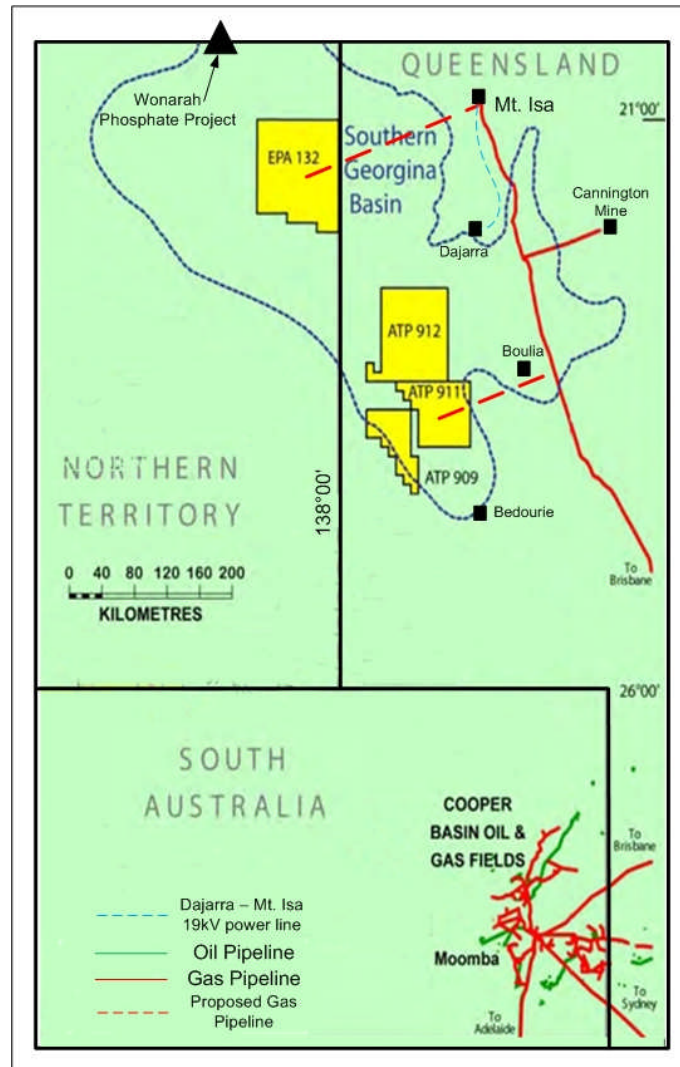 QUEENSLAND
Wonarah
Phosphate Project
Mt. Isa
21°00'
EPA 132
Southern
Georgina
Basin
Cannington
Mine
Dajarra
ATP 912
Boulia
ATP 911
ATP 909
NORTHERN
TERRITORY
138°00'
Bedourie
0 40 80 120 160 200
KILOMETRES
To
Brisbane
26°00'
SOUTH
AUSTRALIA
COOPER
BASIN OIL &
GAS FIELDS
To
Brisbane
Dajarra – Mt. Isa
19kV power line
Oil Pipeline
Gas Pipeline
Proposed Gas
Pipeline
Moomba
To
Adelaide
To
Sydney